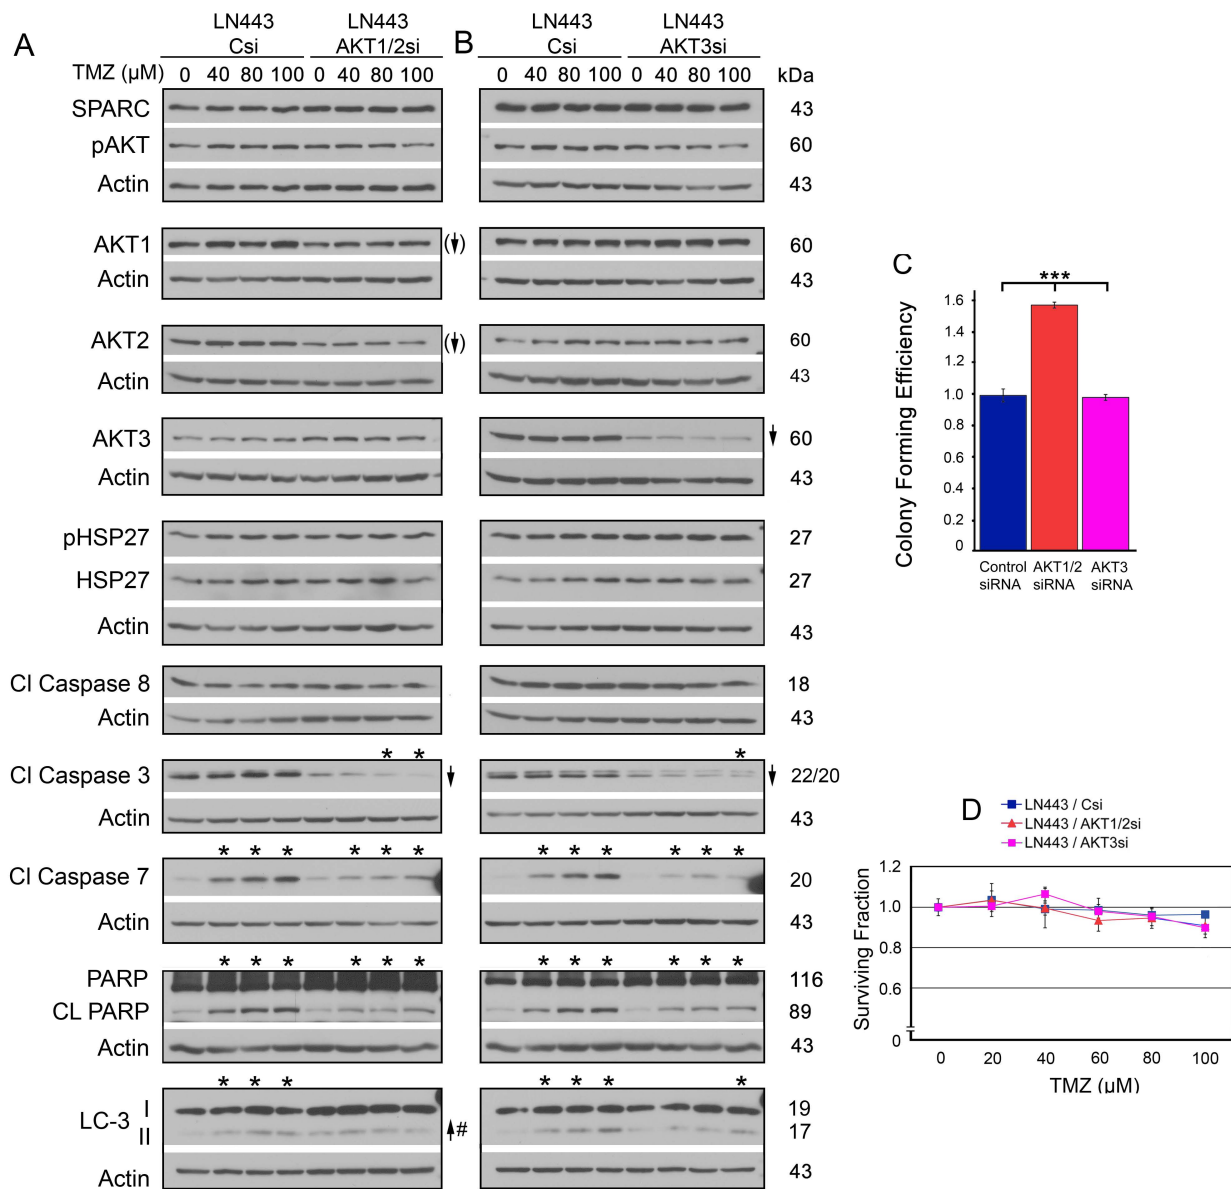 A
LN443
Csi
LN443
AKT1/2si
B
LN443
Csi
LN443
AKT3si
TMZ (µM) 0 40 80 100 0 40 80 100
0 40 80 100 0 40 80 100 kDa
SPARC 43
pAKT 60
Actin 43
AKT1 (↓) 60
Actin 43
AKT2 (↓) 60
Actin 43
AKT3 ↓ 60
Actin 43
pHSP27 27
HSP27 27
Actin 43
Cl Caspase 8 18
Actin 43
* * *
Cl Caspase 3 ↓ ↓ 22/20
Actin 43
* * * * * * * * * * * *
Cl Caspase 7 20
Actin 43
* * * * * * * * * * * *
PARP 116
CL PARP 89
Actin 43
* * * * * * *
LC-3 I 19
II ↑# 17
Actin 43
C
***
Colony Forming Efficiency
1.6
1.4
1.2
1.0
0.8
0.6
0.4
0.2
0
Control siRNA
AKT1/2 siRNA
AKT3 siRNA
D
LN443 / Csi
LN443 / AKT1/2si
LN443 / AKT3si
Surviving Fraction
1.2
1.0
0.8
0.6
0
0 20 40 60 80 100
TMZ (µM)